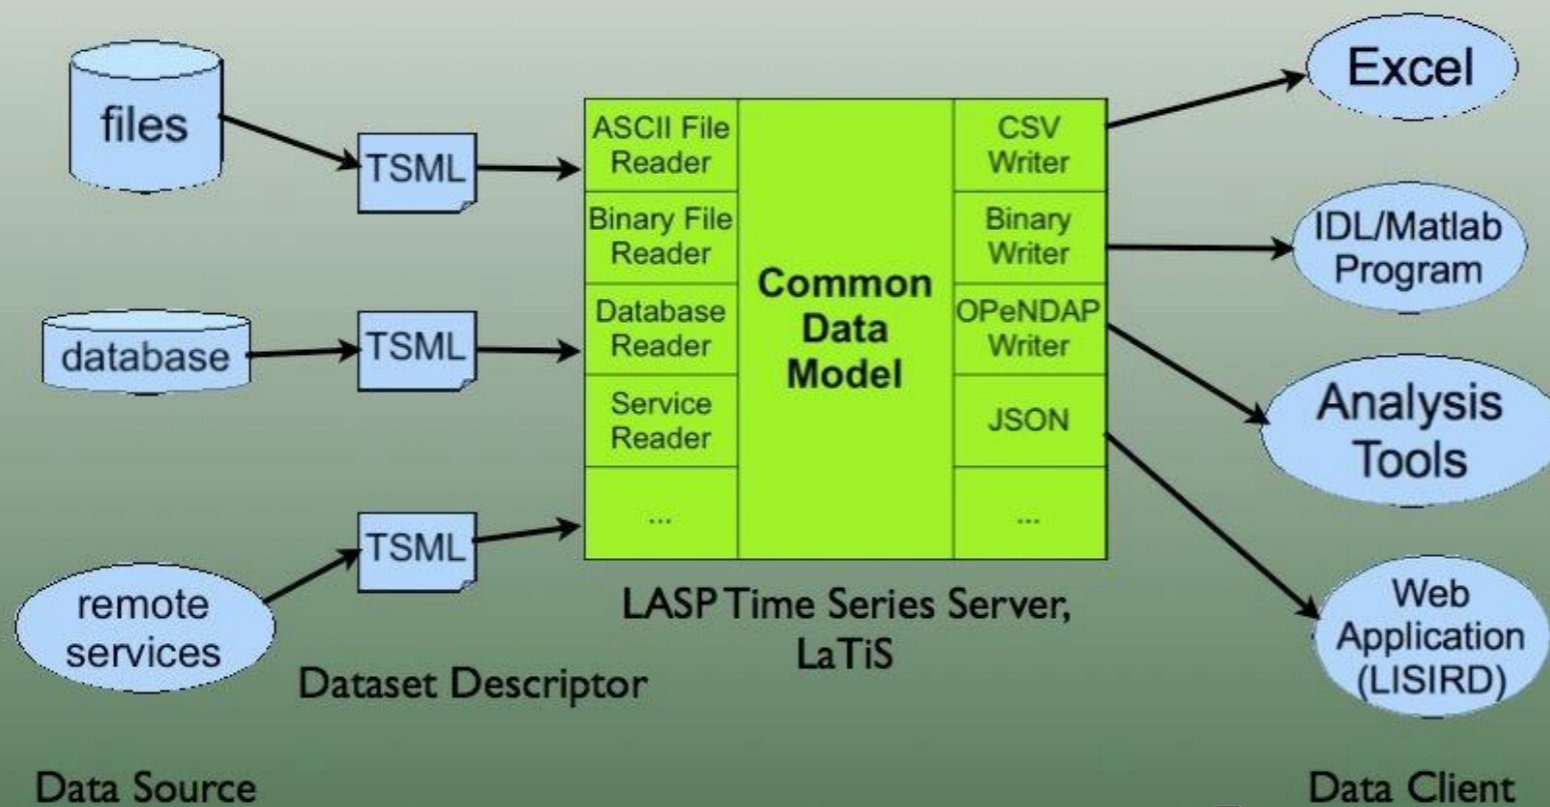 files
TSML
database
TSML
remote
services
TSML
Dataset Descriptor
Data Source
ASCII File
Reader
Binary File
Reader
Database
Reader
Service
Reader
...
Common
Data
Model
CSV
Writer
Binary
Writer
OPeNDAP
Writer
JSON
...
LASP Time Series Server,
LaTiS
Excel
IDL/Matlab
Program
Analysis
Tools
Web
Application
(LISIRD)
Data Client